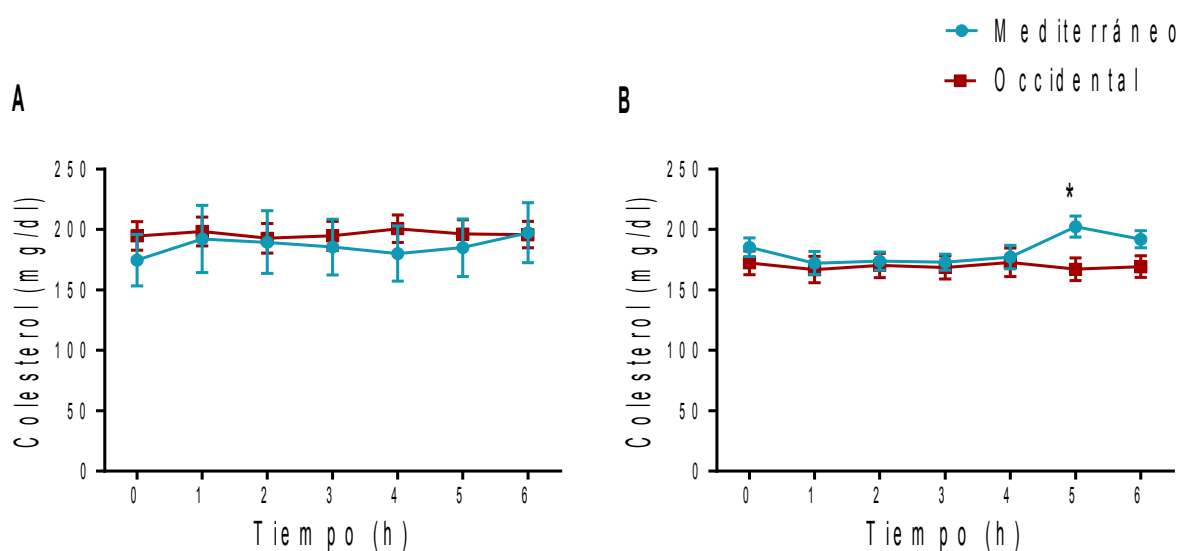 Mediterráneo
Occidental
A
B
250
200
150
100
50
0
Colesterol (mg/dl)
0 1 2 3 4 5 6
Tiempo (h)
250
200
150
100
50
0
Colesterol (mg/dl)
*
0 1 2 3 4 5 6
Tiempo (h)